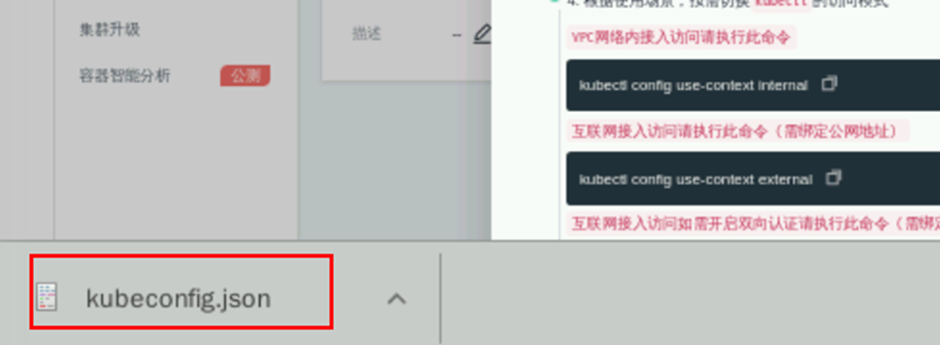 集群升级
容器智能分析 公测
描述 –
4. 根据使用场景，按需切换 kubectl 的访问模式
VPC网络内接入访问请执行此命令
kubectl config use-context internal
互联网接入访问请执行此命令（需绑定公网地址）
kubectl config use-context external
互联网接入访问如需开启双向认证请执行此命令（需绑定
kubeconfig.json